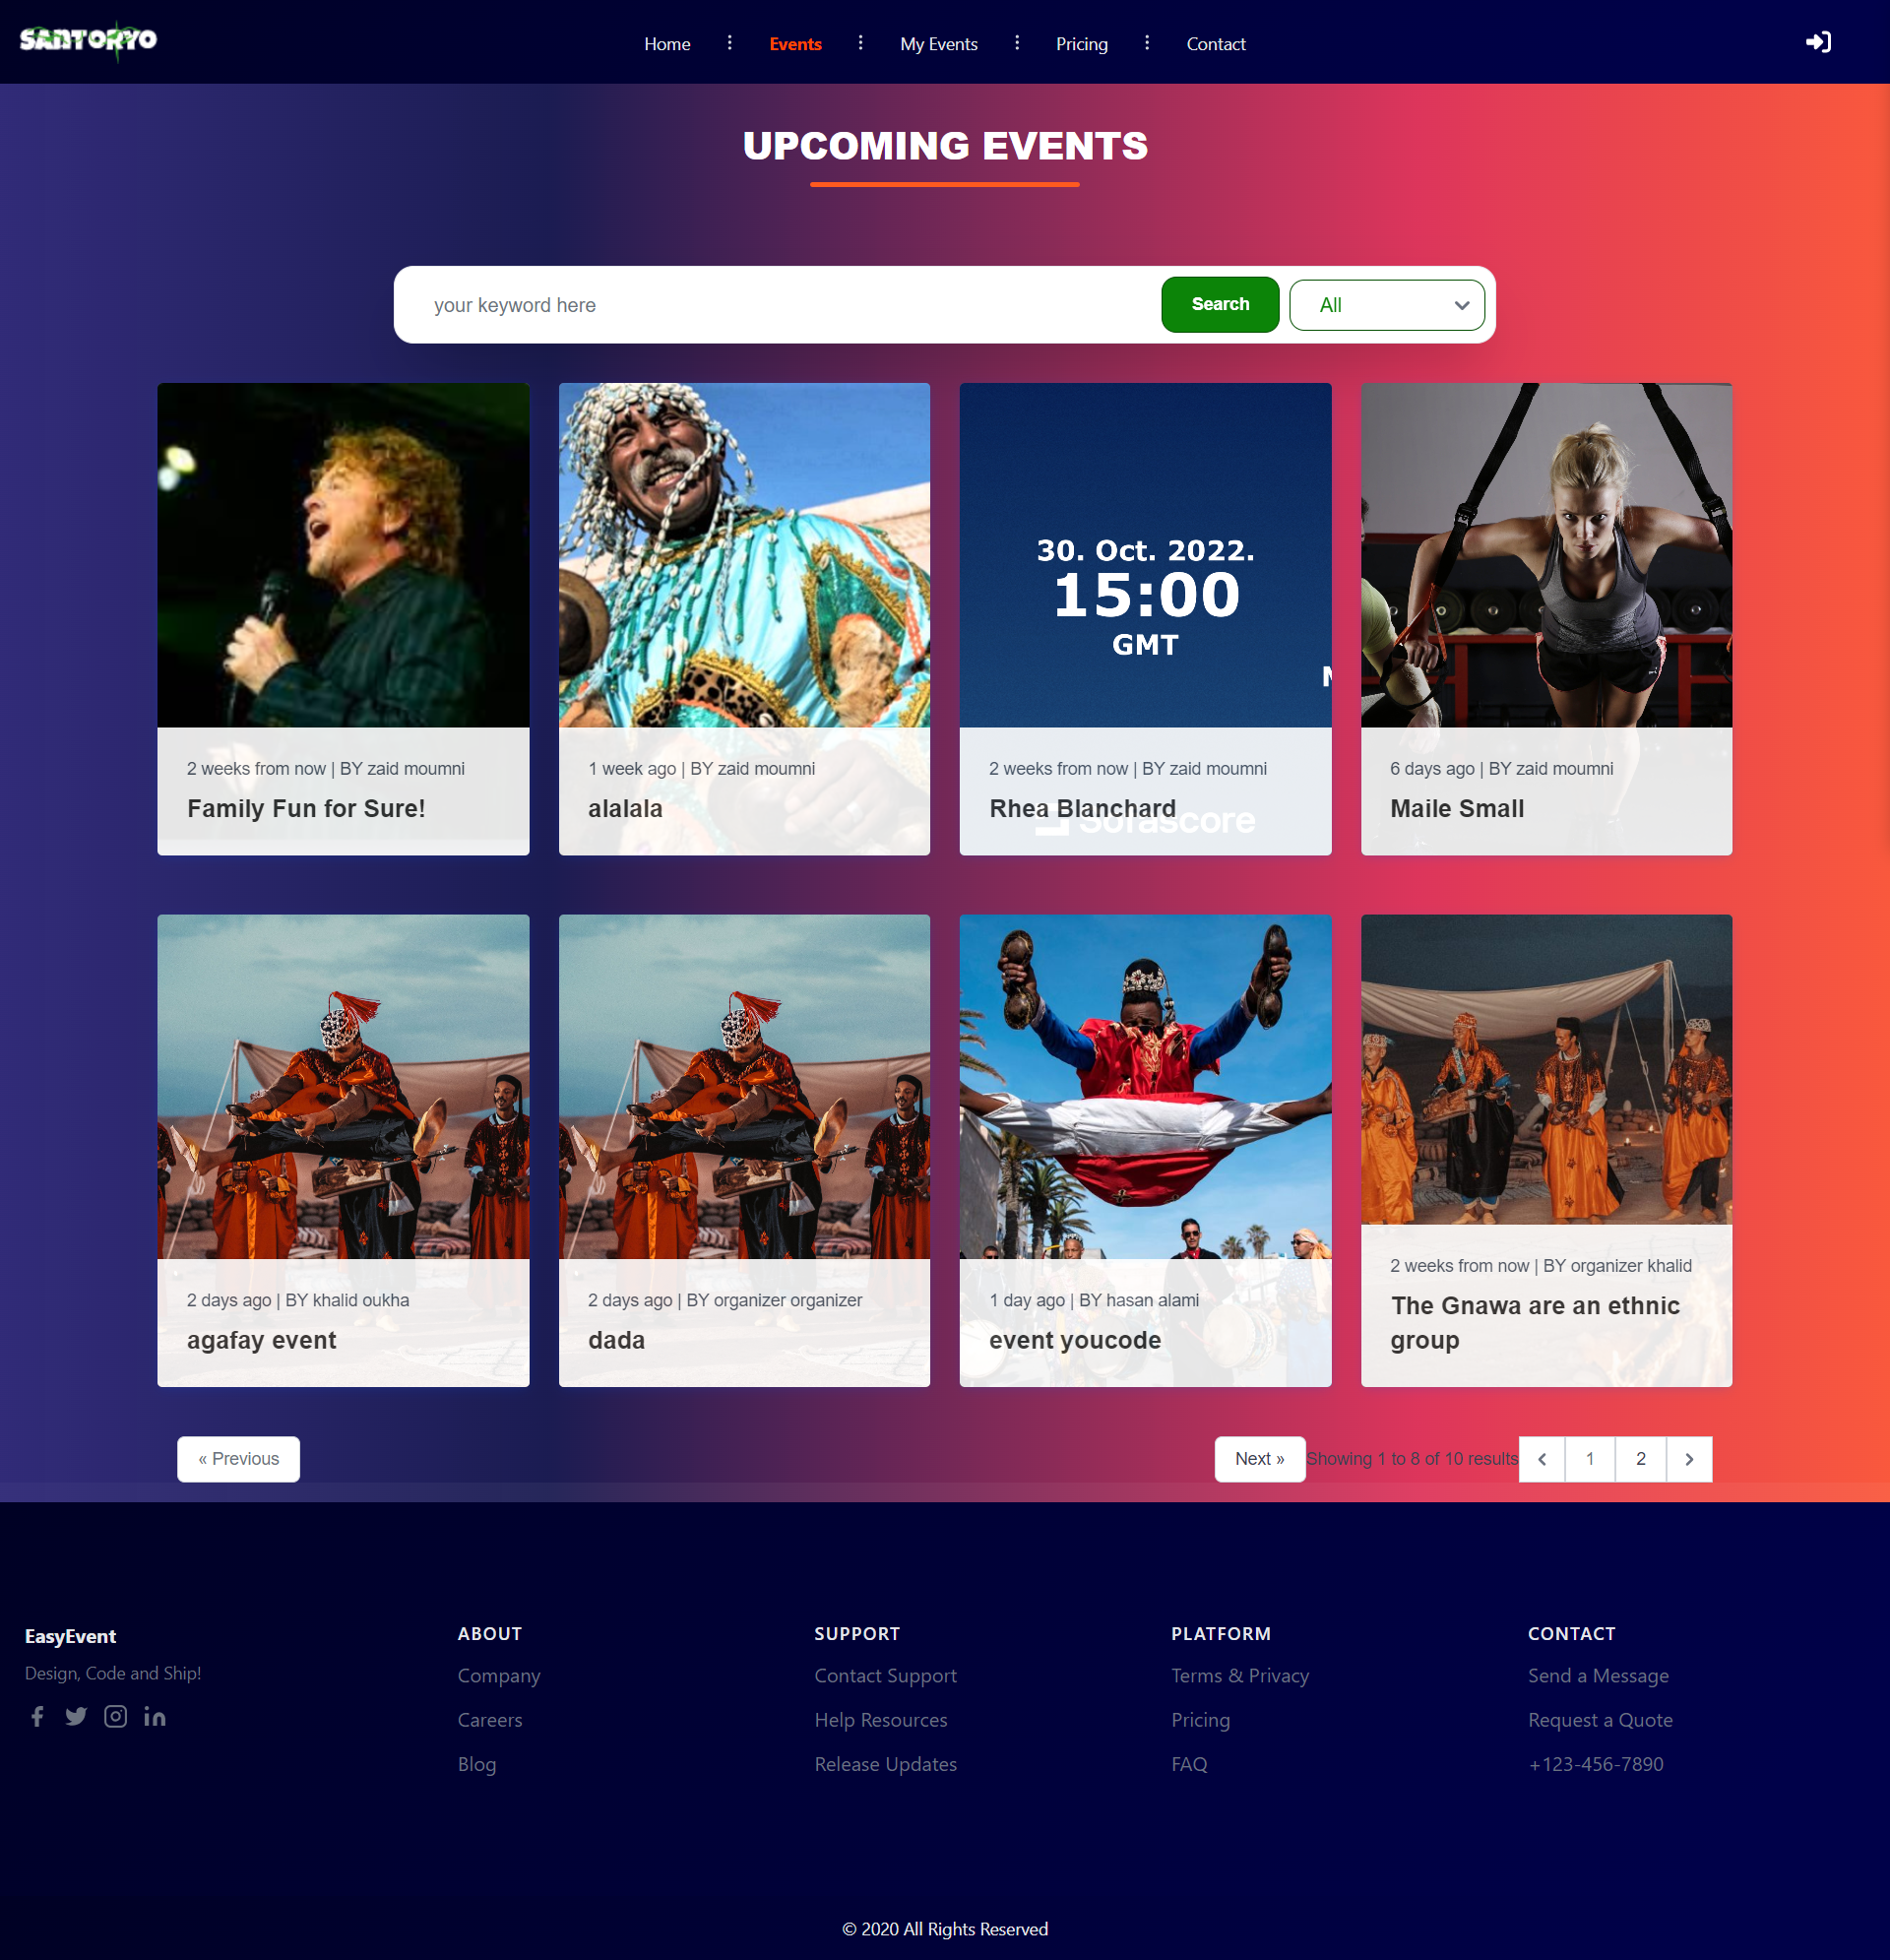 SANTORYO
Home
Events
My Events
Pricing
Contact
UPCOMING EVENTS
your keyword here
Search
All
30. Oct. 2022.
15:00
GMT
2 weeks from now | BY zaid moumni
Family Fun for Sure!
1 week ago | BY zaid moumni
alalala
2 weeks from now | BY zaid moumni
Rhea Blanchard
Sofascore
6 days ago | BY zaid moumni
Maile Small
2 days ago | BY khalid oukha
agafay event
2 days ago | BY organizer organizer
dada
1 day ago | BY hasan alami
event youcode
2 weeks from now | BY organizer khalid
The Gnawa are an ethnic
group
« Previous
Next »
Showing 1 to 8 of 10 results
1
2
EasyEvent
Design, Code and Ship!
ABOUT
Company
Careers
Blog
SUPPORT
Contact Support
Help Resources
Release Updates
PLATFORM
Terms & Privacy
Pricing
FAQ
CONTACT
Send a Message
Request a Quote
+123-456-7890
© 2020 All Rights Reserved